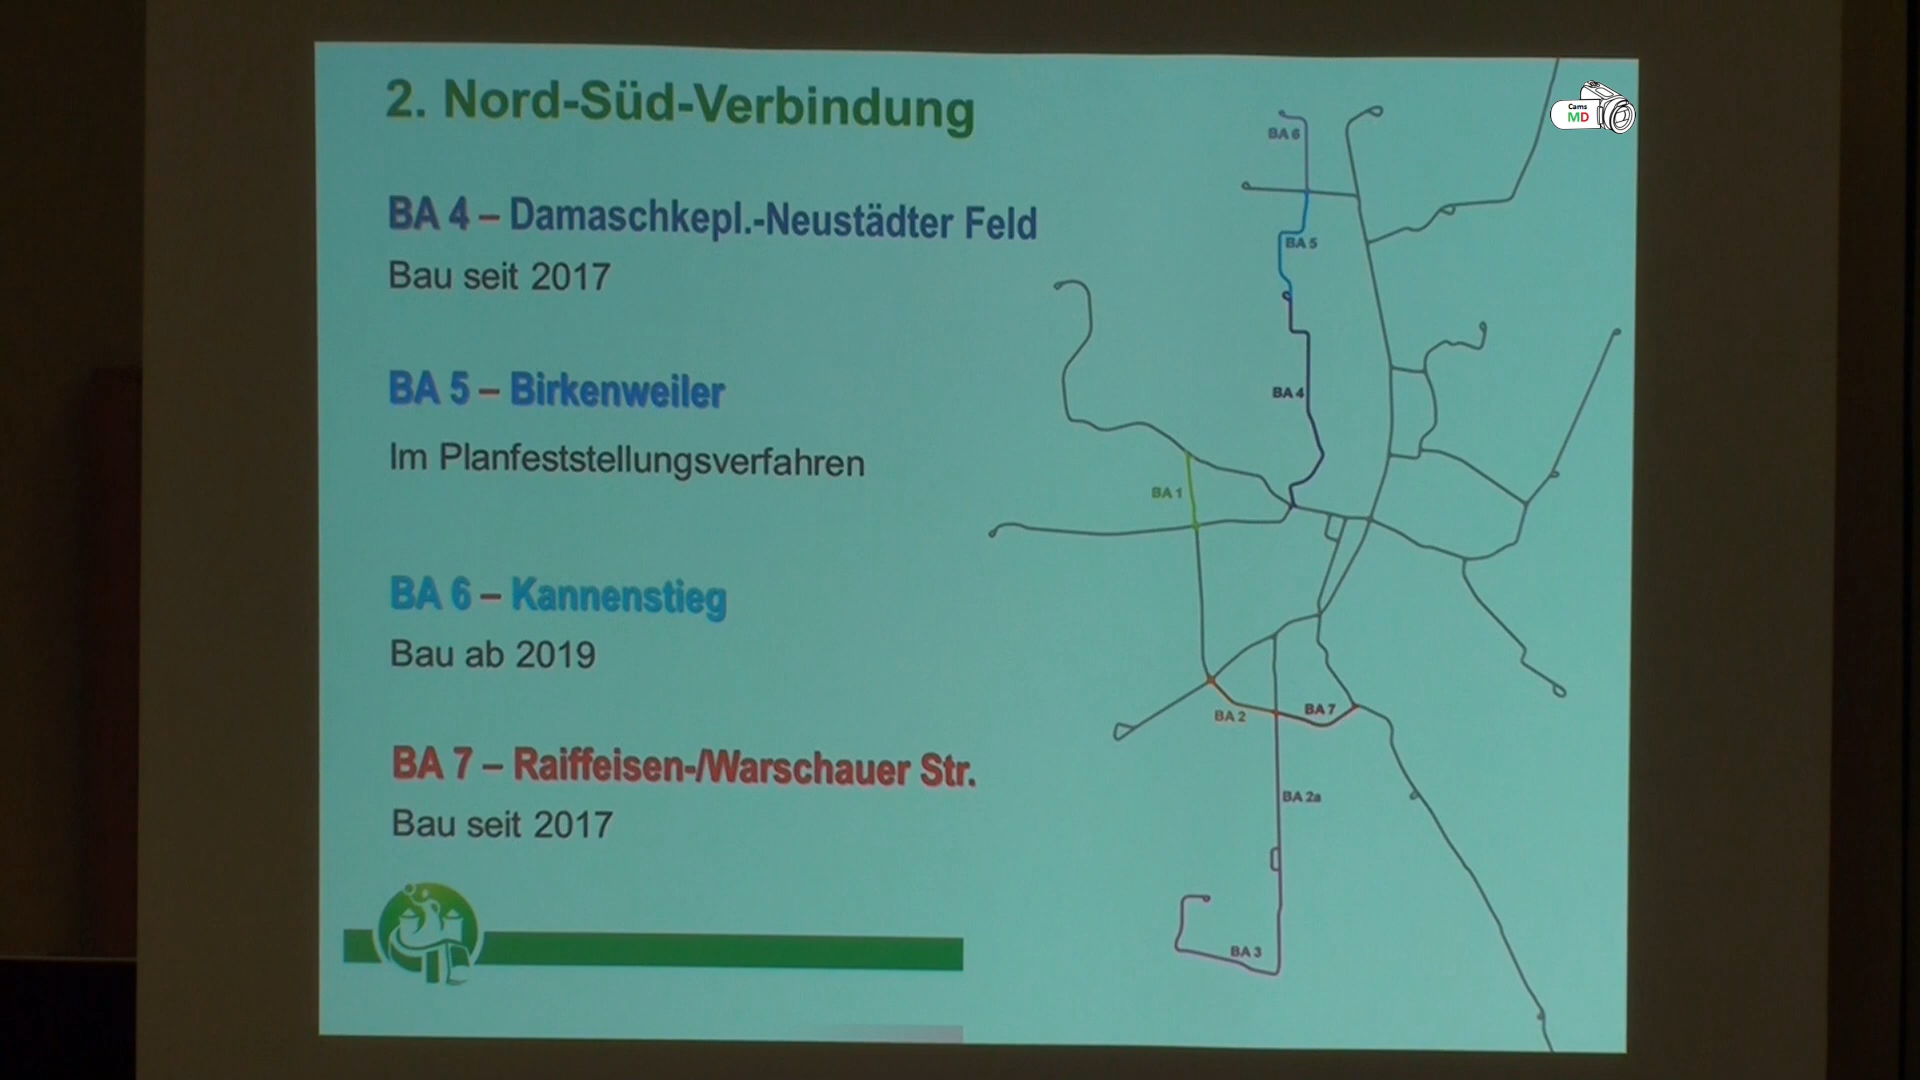 2. Nord-Süd-Verbindung
BA 4 – Damaschkepl.-Neustädter Feld
Bau seit 2017
BA 5 – Birkenweiler
Im Planfeststellungsverfahren
BA 6 – Kannenstieg
Bau ab 2019
BA 7 – Raiffeisen-/Warschauer Str.
Bau seit 2017
Cams
MD
BA 6
BA 5
BA 4
BA 1
BA 2
BA 7
BA 2a
BA 3